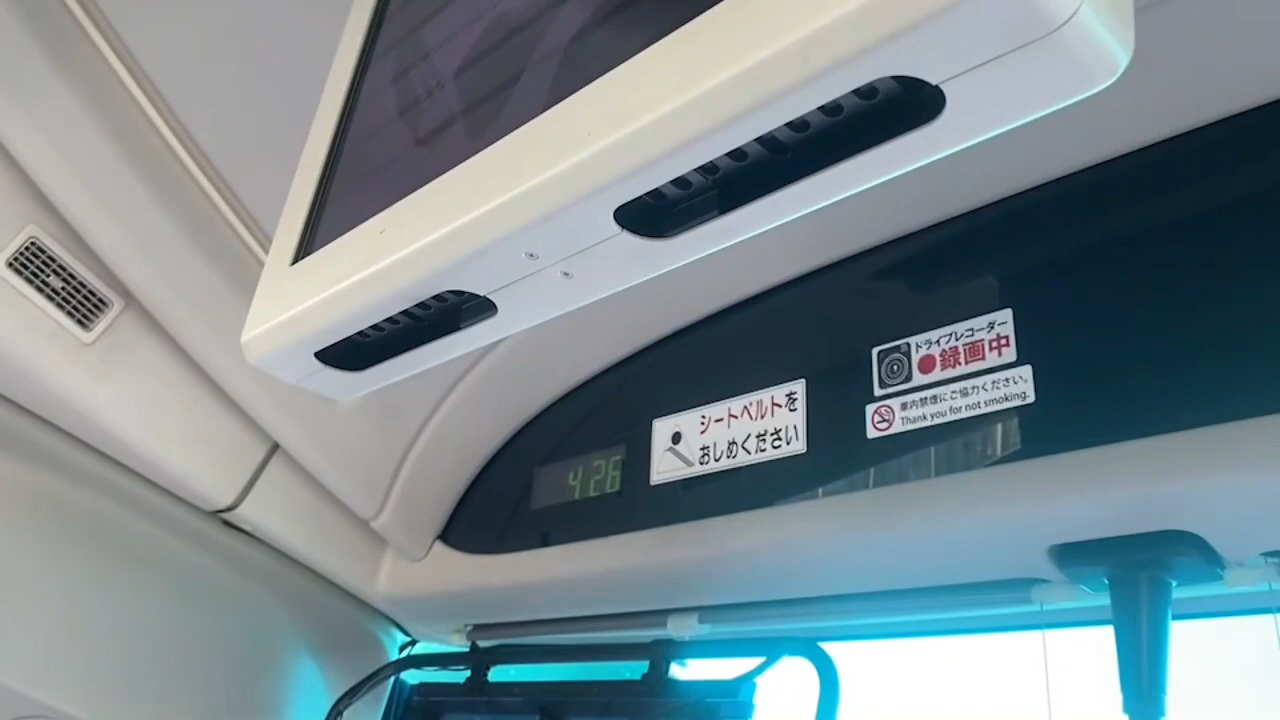 4 26
シートベルトを
おしめください
ドライブレコーダー
●録画中
車内禁煙にご協力ください。
Thank you for not smoking.